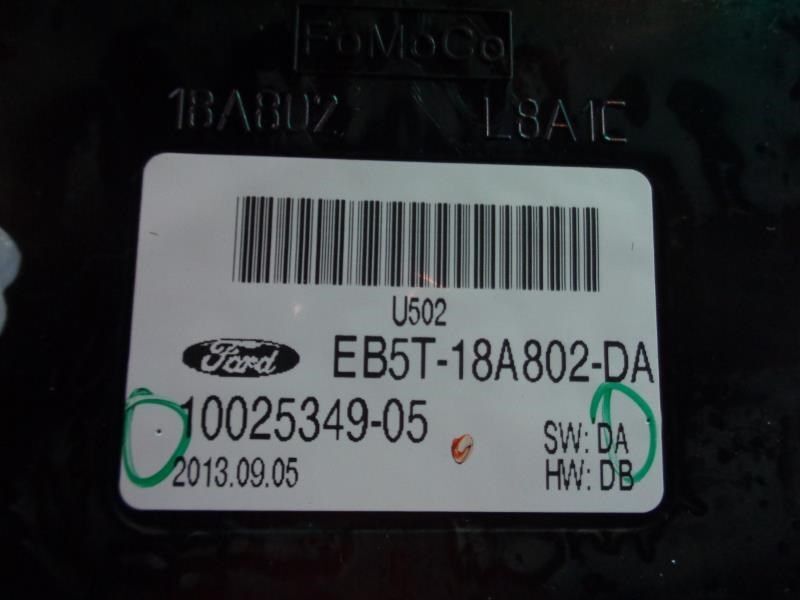 FoMoCo
18A802 L8A1C
U502
Ford EB5T-18A802-DA
10025349-05
SW: DA
2013.09.05 HW: DB